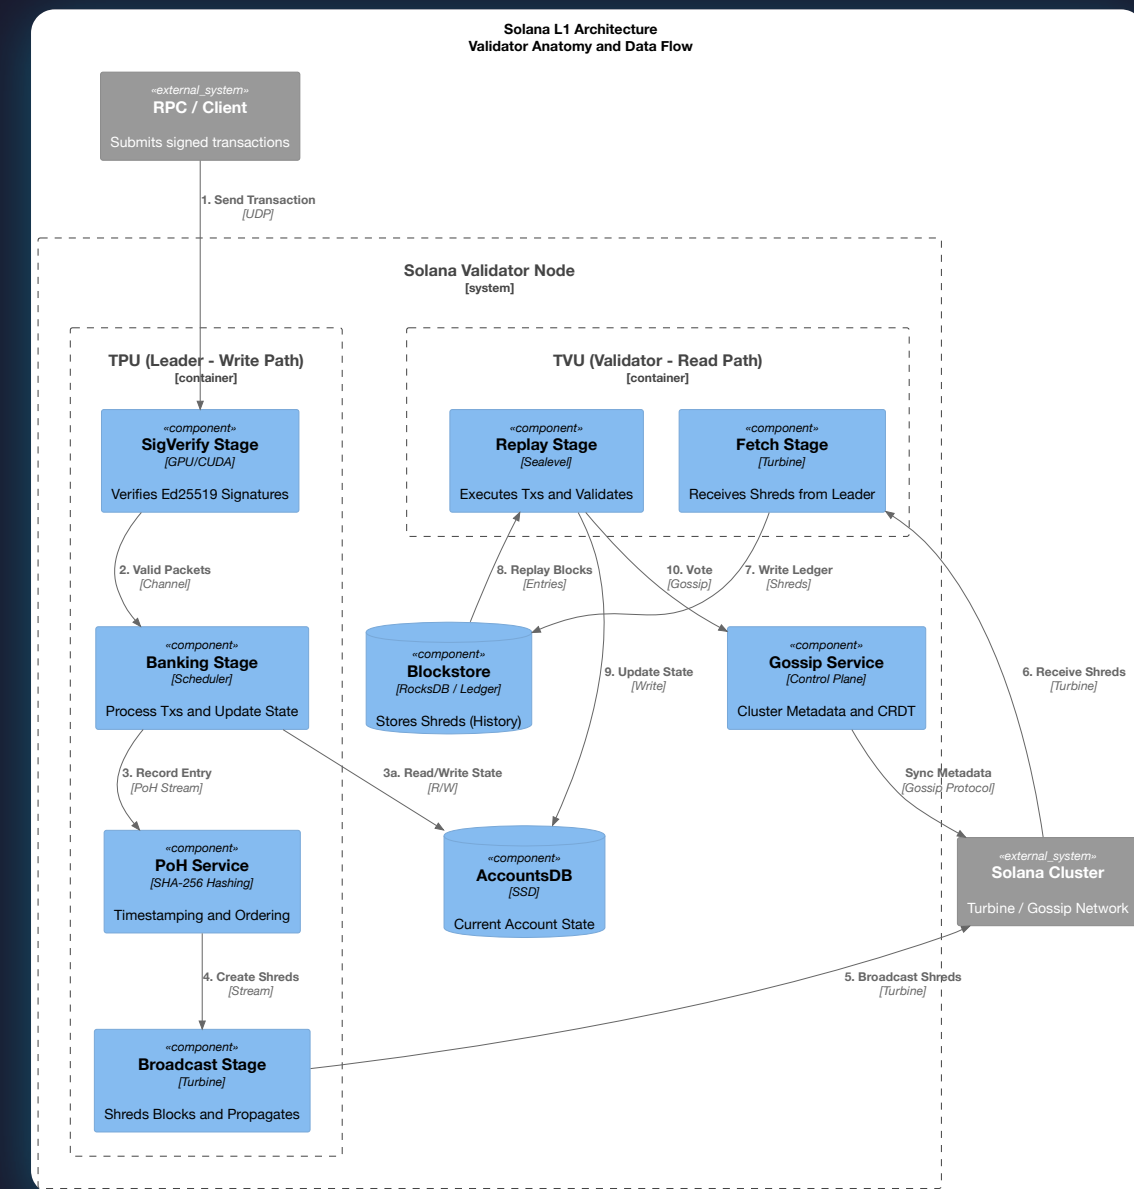 Solana L1 Architecture
Validator Anatomy and Data Flow
«external_system»
RPC / Client
Submits signed transactions
1. Send Transaction
[UDP]
Solana Validator Node
[system]
TPU (Leader - Write Path)
[container]
TVU (Validator - Read Path)
[container]
«component»
SigVerify Stage
[GPU/CUDA]
Verifies Ed25519 Signatures
«component»
Replay Stage
[Sealevel]
Executes Txs and Validates
«component»
Fetch Stage
[Turbine]
Receives Shreds from Leader
2. Valid Packets
[Channel]
8. Replay Blocks
[Entries]
10. Vote
[Gossip]
7. Write Ledger
[Shreds]
«component»
Banking Stage
[Scheduler]
Process Txs and Update State
«component»
Blockstore
[RocksDB / Ledger]
Stores Shreds (History)
9. Update State
[Write]
«component»
Gossip Service
[Control Plane]
Cluster Metadata and CRDT
6. Receive Shreds
[Turbine]
3. Record Entry
[PoH Stream]
3a. Read/Write State
[R/W]
Sync Metadata
[Gossip Protocol]
«component»
PoH Service
[SHA-256 Hashing]
Timestamping and Ordering
«component»
AccountsDB
[SSD]
Current Account State
«external_system»
Solana Cluster
Turbine / Gossip Network
4. Create Shreds
[Stream]
5. Broadcast Shreds
[Turbine]
«component»
Broadcast Stage
[Turbine]
Shreds Blocks and Propagates